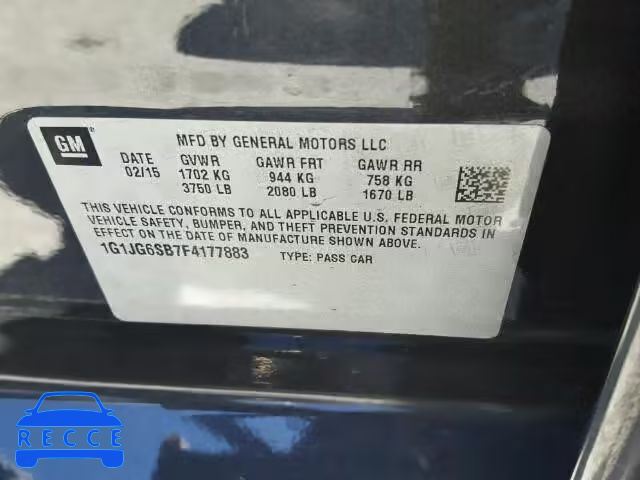 GM
MFD BY GENERAL MOTORS LLC
DATE GVWR GAWR FRT GAWR RR
02/15 1702 KG 944 KG 758 KG
3750 LB 2080 LB 1670 LB
THIS VEHICLE CONFORMS TO ALL APPLICABLE U.S. FEDERAL MOTOR
VEHICLE SAFETY, BUMPER, AND THEFT PREVENTION STANDARDS IN
EFFECT ON THE DATE OF MANUFACTURE SHOWN ABOVE.
1G1JG6SB7F4177883 TYPE: PASS CAR
RECCE